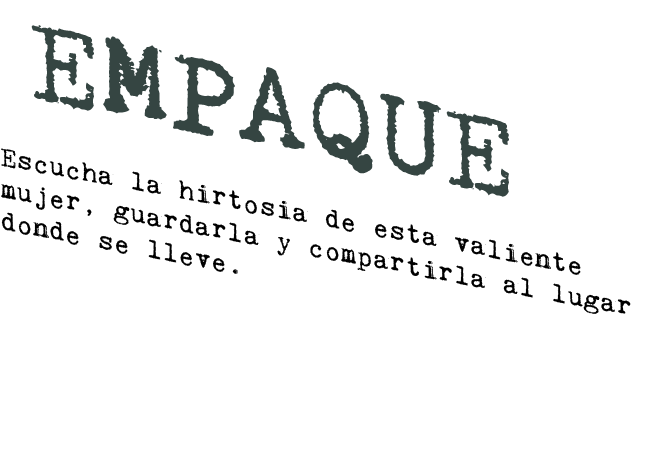 EMPAQUE
Escucha la hirtosia de esta valiente
mujer, guardarla y compartirla al lugar
donde se lleve.